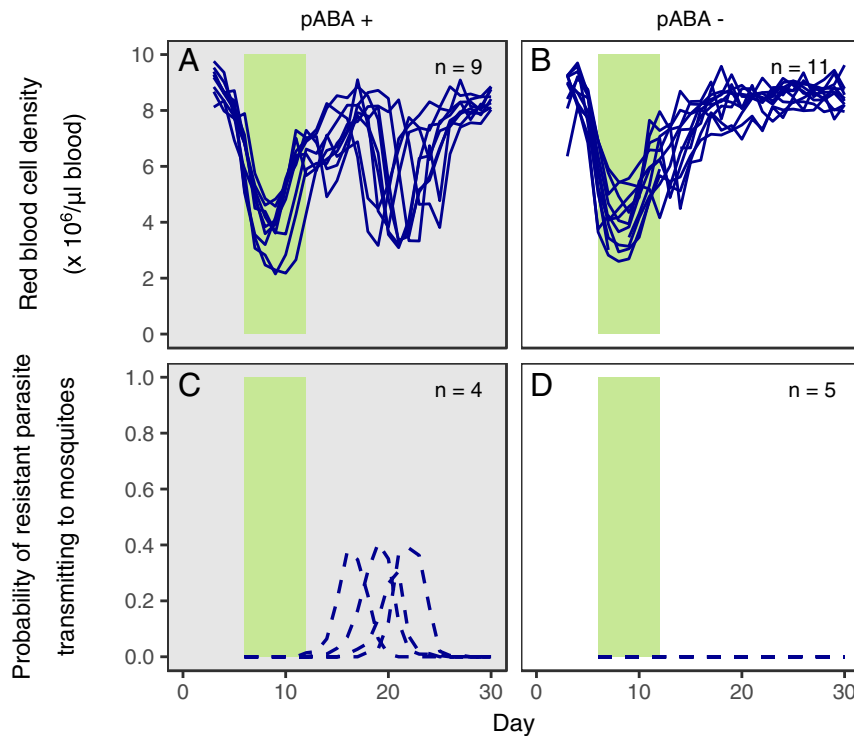 pABA +
pABA -
Red blood cell density
(x 10⁶/µl blood)
A
n = 9
B
n = 11
10
8
6
4
2
0
Probability of resistant parasite
transmitting to mosquitoes
C
n = 4
D
n = 5
1.0
0.8
0.6
0.4
0.2
0.0
0
10
20
30
0
10
20
30
Day